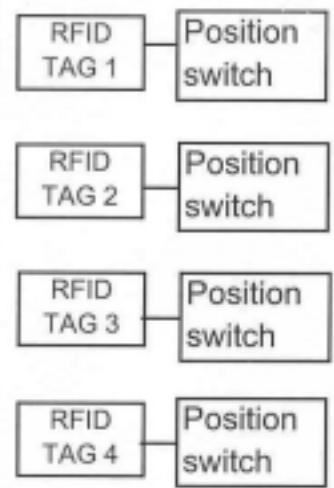 RFID
TAG 1
Position
switch
RFID
TAG 2
Position
switch
RFID
TAG 3
Position
switch
RFID
TAG 4
Position
switch